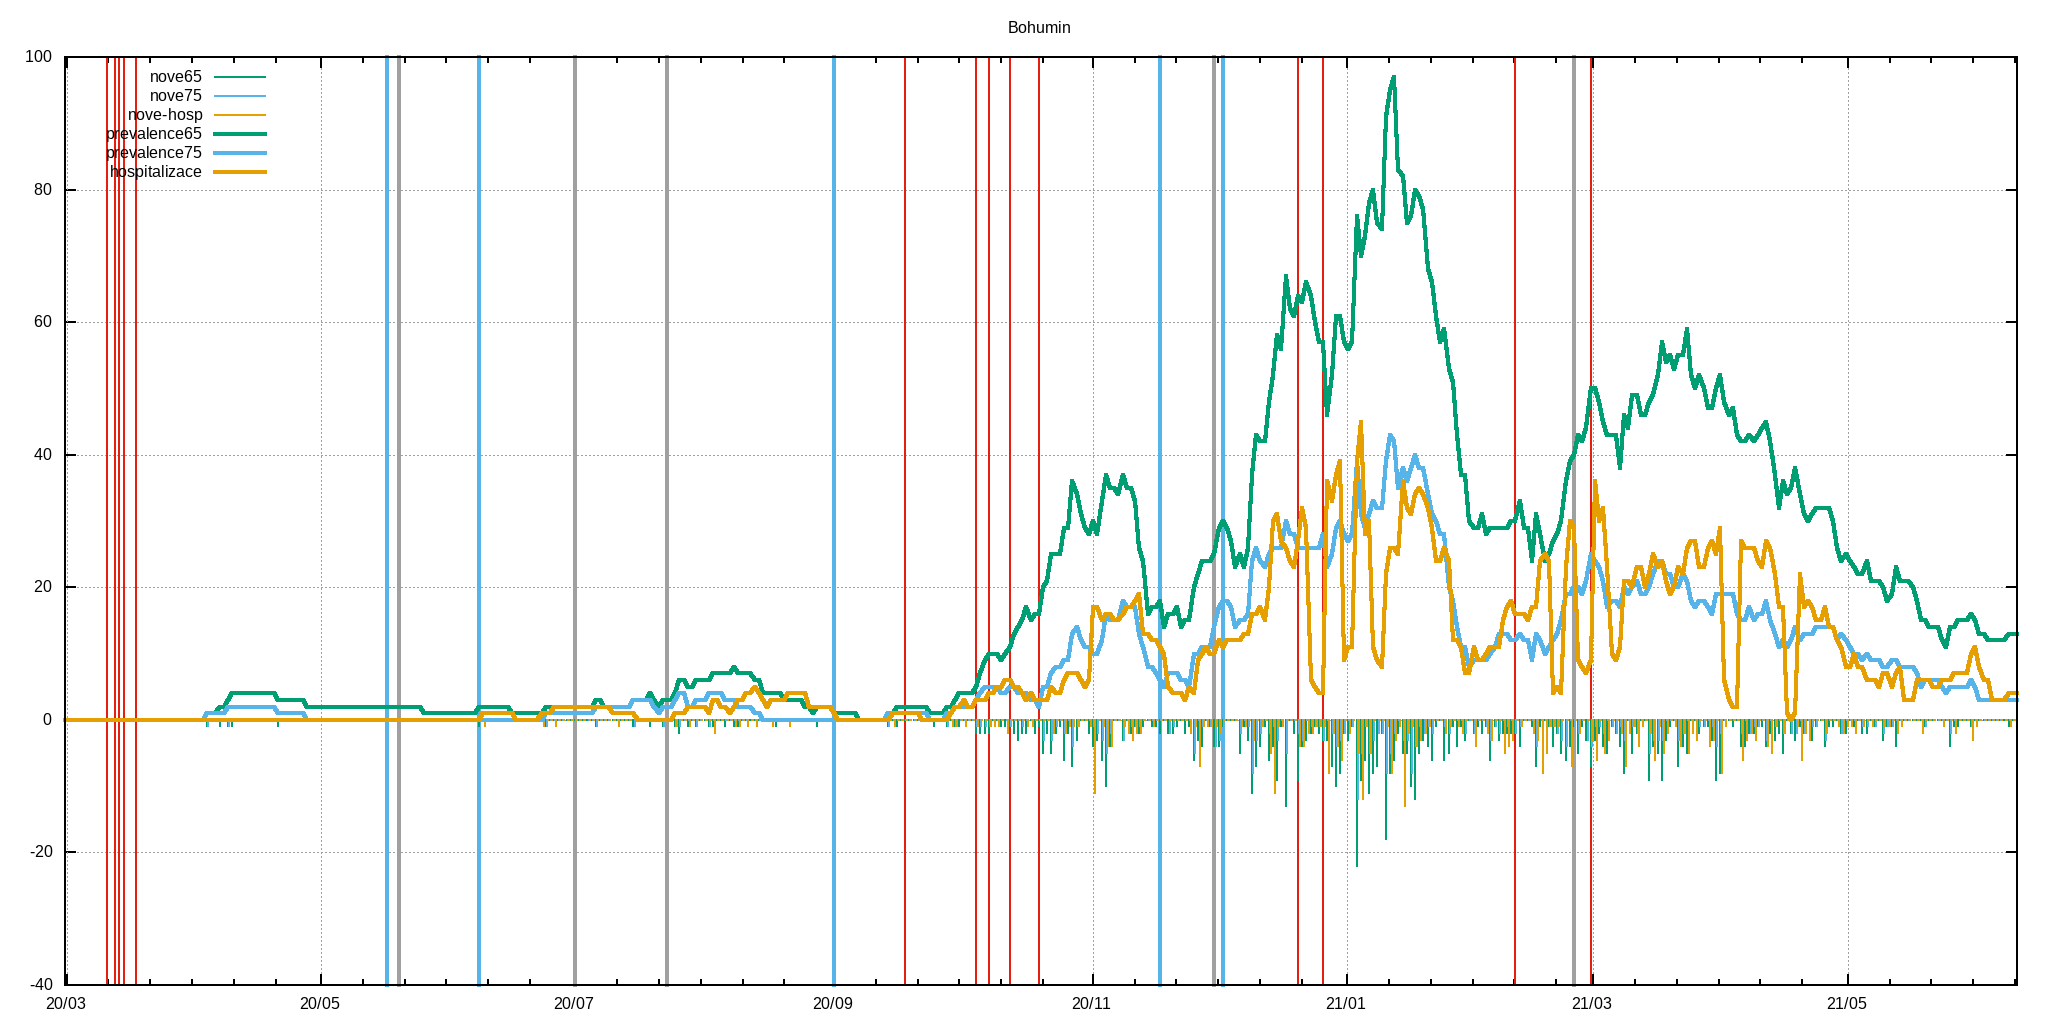 Bohumin
100
nove65
nove75
nove-hosp
prevalence65
prevalence75
hospitalizace
80
60
40
20
0
-20
-40
20/03 20/05 20/07 20/09 20/11 21/01 21/03 21/05